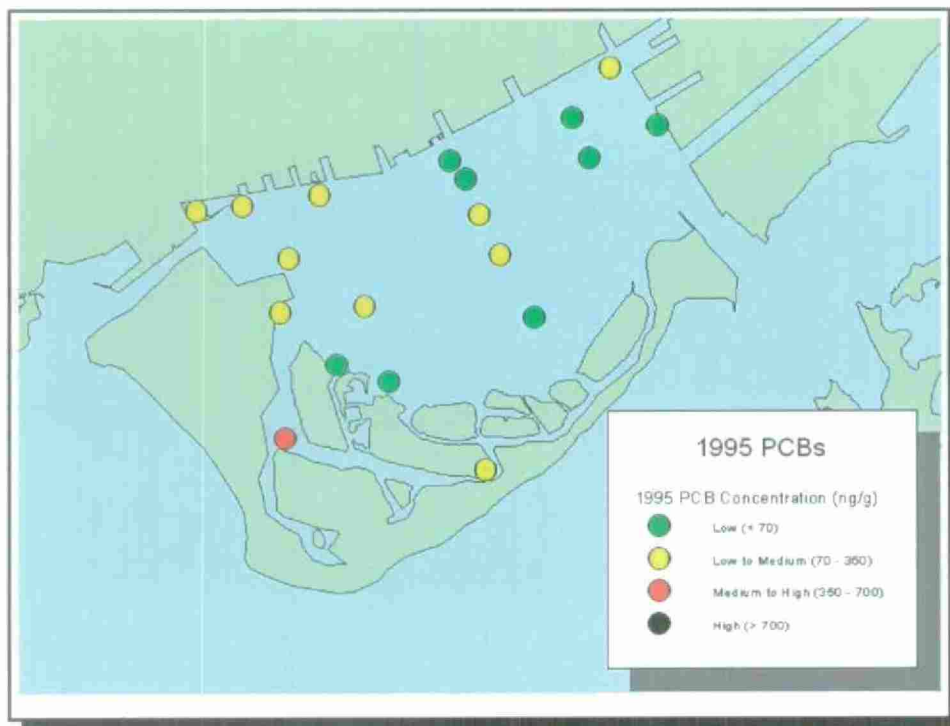 1995 PCBs
1995 PCB Concentration (ng/g)
Low (< 70)
Low to Medium (70 - 350)
Medium to High (350 - 700)
High (> 700)